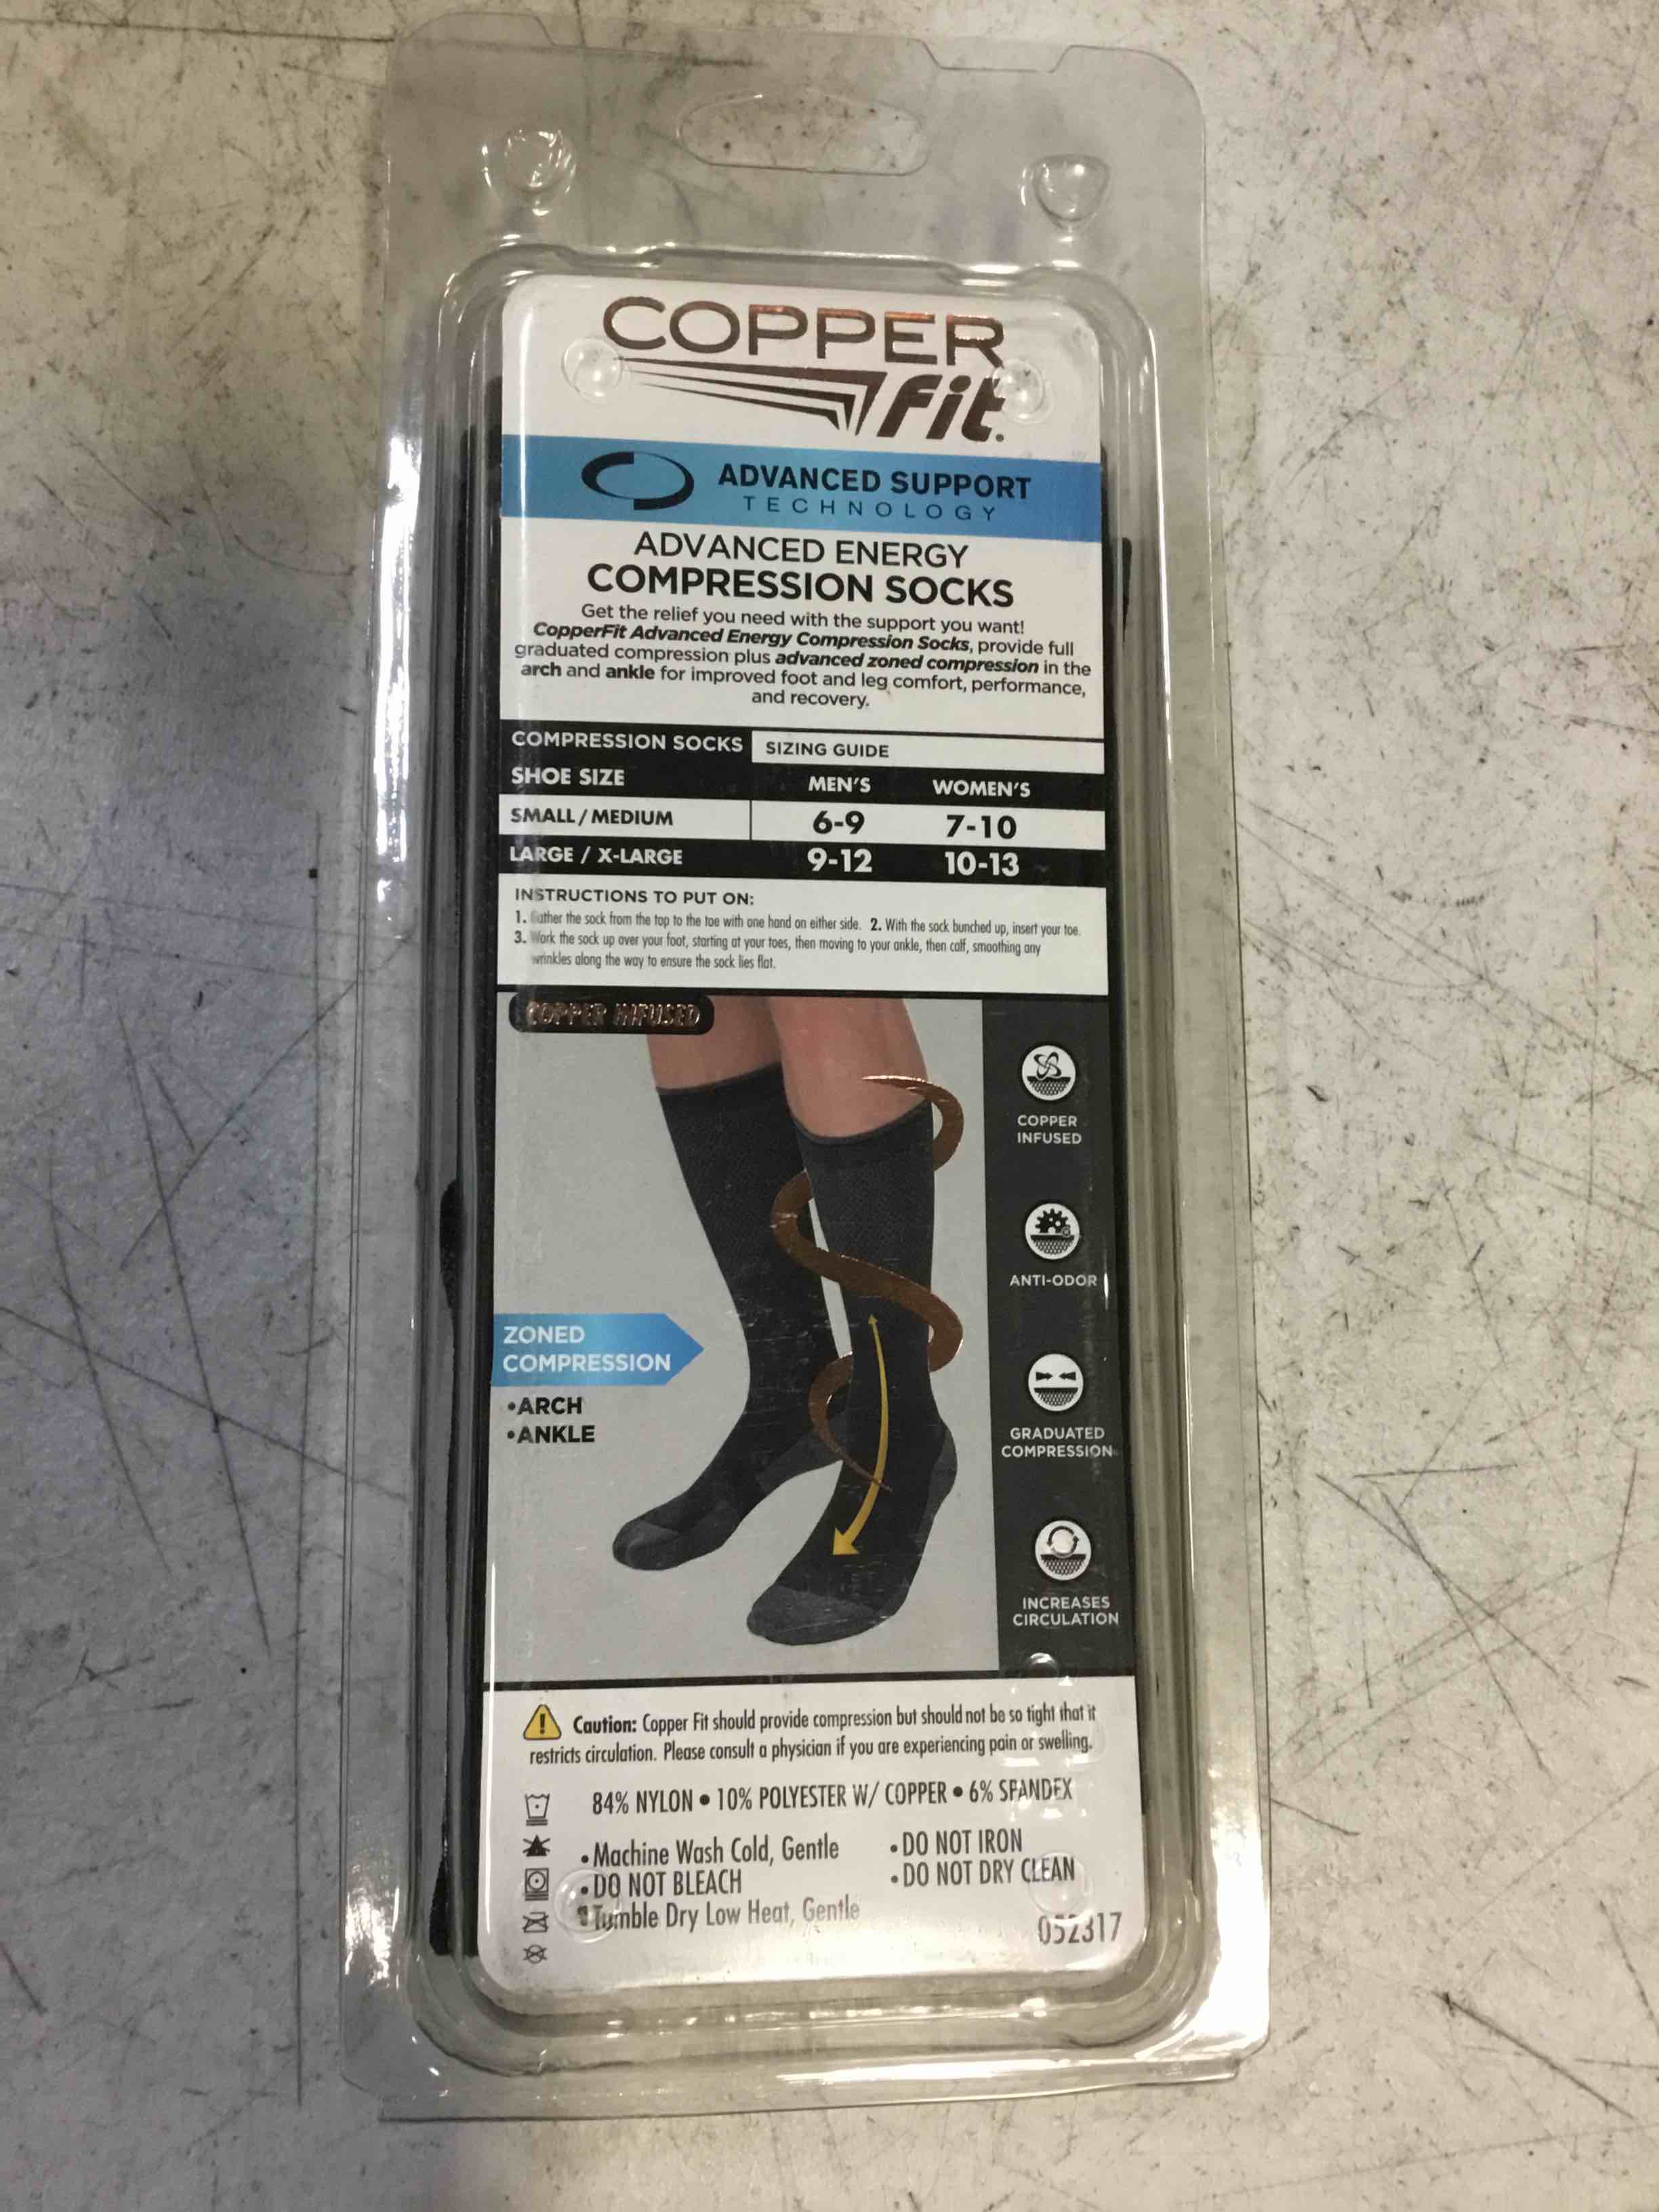 COPPER
fit.
ADVANCED SUPPORT
TECHNOLOGY
ADVANCED ENERGY
COMPRESSION SOCKS
Get the relief you need with the support you want!
CopperFit Advanced Energy Compression Socks, provide full
graduated compression plus advanced zoned compression in the
arch and ankle for improved foot and leg comfort, performance,
and recovery.
COMPRESSION SOCKS SIZING GUIDE
SHOE SIZE MEN'S WOMEN'S
SMALL / MEDIUM 6-9 7-10
LARGE / X-LARGE 9-12 10-13
INSTRUCTIONS TO PUT ON:
1. Gather the sock from the top to the toe with one hand on either side. 2. With the sock bunched up, insert your toe.
3. Work the sock up over your foot, starting at your toes, then moving to your ankle, then calf, smoothing any
wrinkles along the way to ensure the sock lies flat.
COPPER INFUSED
COPPER
INFUSED
ANTI-ODOR
ZONED
COMPRESSION
•ARCH
•ANKLE
GRADUATED
COMPRESSION
INCREASES
CIRCULATION
Caution: Copper Fit should provide compression but should not be so tight that it
restricts circulation. Please consult a physician if you are experiencing pain or swelling.
84% NYLON • 10% POLYESTER W/ COPPER • 6% SPANDEX
• Machine Wash Cold, Gentle • DO NOT IRON
• DO NOT BLEACH • DO NOT DRY CLEAN
• Tumble Dry Low Heat, Gentle
052317